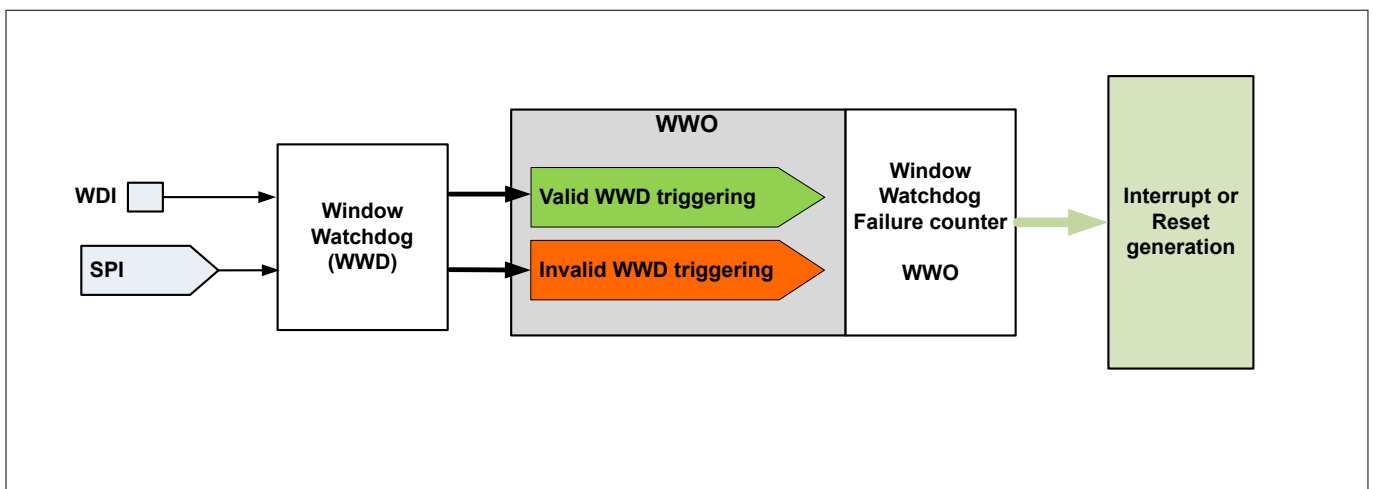 WDI
SPI
Window
Watchdog
(WWD)
WWO
Valid WWD triggering
Invalid WWD triggering
Window
Watchdog
Failure counter
WWO
Interrupt or
Reset
generation